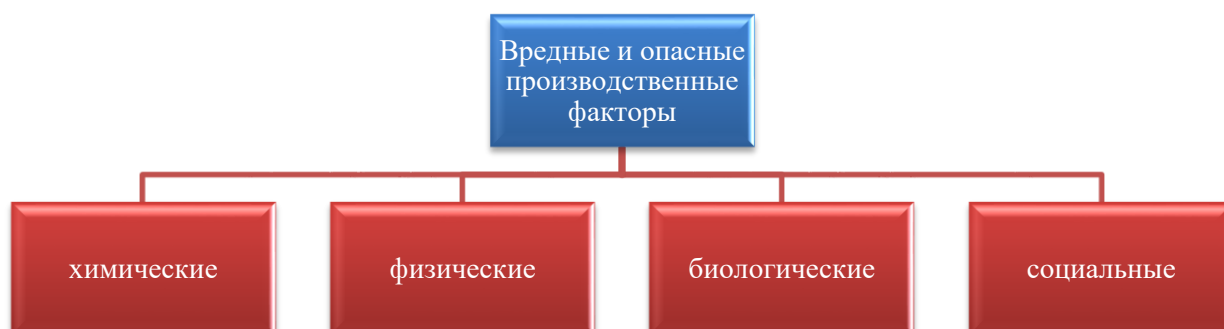 Вредные и опасные
производственные
факторы
химические
физические
биологические
социальные